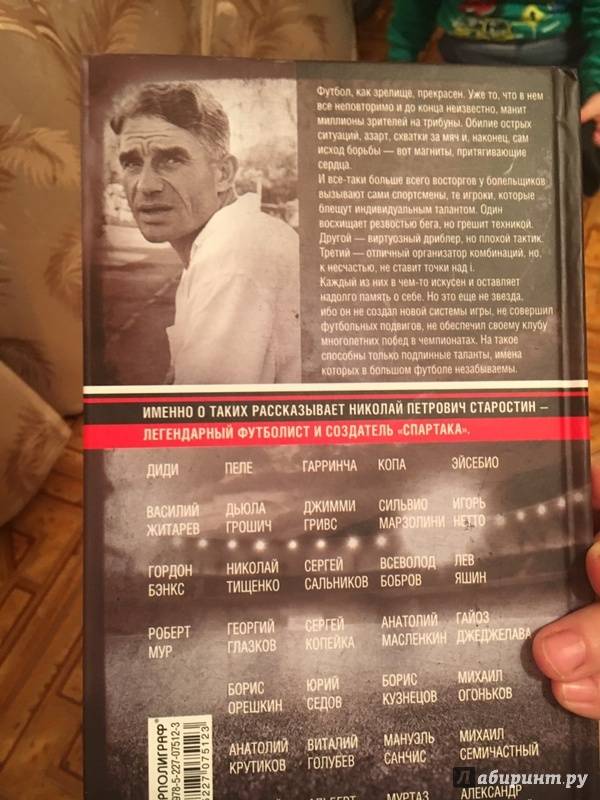 Футбол, как зрелище, прекрасен. Уже то, что в нем
все неповторимо и до конца неизвестно, манит
миллионы зрителей на трибуны. Обилие острых
ситуаций, азарт, схватки за мяч и, наконец, сам
исход борьбы — вот магниты, притягивающие
сердца.
И все-таки больше всего восторгов у болельщиков
вызывают сами спортсмены, те игроки, которые
блещут индивидуальным талантом. Один
восхищает резвостью бега, но грешит техникой.
Другой — виртуозный дриблер, но плохой тактик.
Третий — отличный организатор комбинаций, но,
к несчастью, не ставит точки над i.
Каждый из них в чем-то искусен и оставляет
надолго память о себе. Но это еще не звезда,
ибо он не создал новой системы игры, не совершил
футбольных подвигов, не обеспечил своему клубу
многолетних побед в чемпионатах. На такое
способны только подлинные таланты, имена
которых в большом футболе незабываемы.
ИМЕННО О ТАКИХ РАССКАЗЫВАЕТ НИКОЛАЙ ПЕТРОВИЧ СТАРОСТИН –
ЛЕГЕНДАРНЫЙ ФУТБОЛИСТ И СОЗДАТЕЛЬ «СПАРТАКА».
ДИДИ ПЕЛЕ ГАРРИНЧА КОПА ЭЙСЕБИО
ВАСИЛИЙ ДЬЮЛА ДЖИММИ СИЛЬВИО ИГОРЬ
ЖИТАРЕВ ГРОШИЧ ГРИВС МАРЗОЛИНИ НЕТТО
ГОРДОН НИКОЛАЙ СЕРГЕЙ ВСЕВОЛОД ЛЕВ
БЭНКС ТИЩЕНКО САЛЬНИКОВ БОБРОВ ЯШИН
РОБЕРТ ГЕОРГИЙ СЕРГЕЙ АНАТОЛИЙ ГАЙОЗ
МУР ГЛАЗКОВ КОПЕЙКА МАСЛЕНКИН ДЖЕДЖЕЛАВА
БОРИС ЮРИЙ БОРИС МИХАИЛ
ОРЕШКИН СЕДОВ КУЗНЕЦОВ ОГОНЬКОВ
АНАТОЛИЙ ВИТАЛИЙ МАНУЭЛЬ МИХАИЛ
КРУТИКОВ ГОЛУБЕВ САНЧИС СЕМИЧАСТНЫЙ
МУРТАЗ АЛЕКСАНДР
РПОЛИГРАФ®
978-5-227-07512-3
5227 075123
Лабиринт.ру